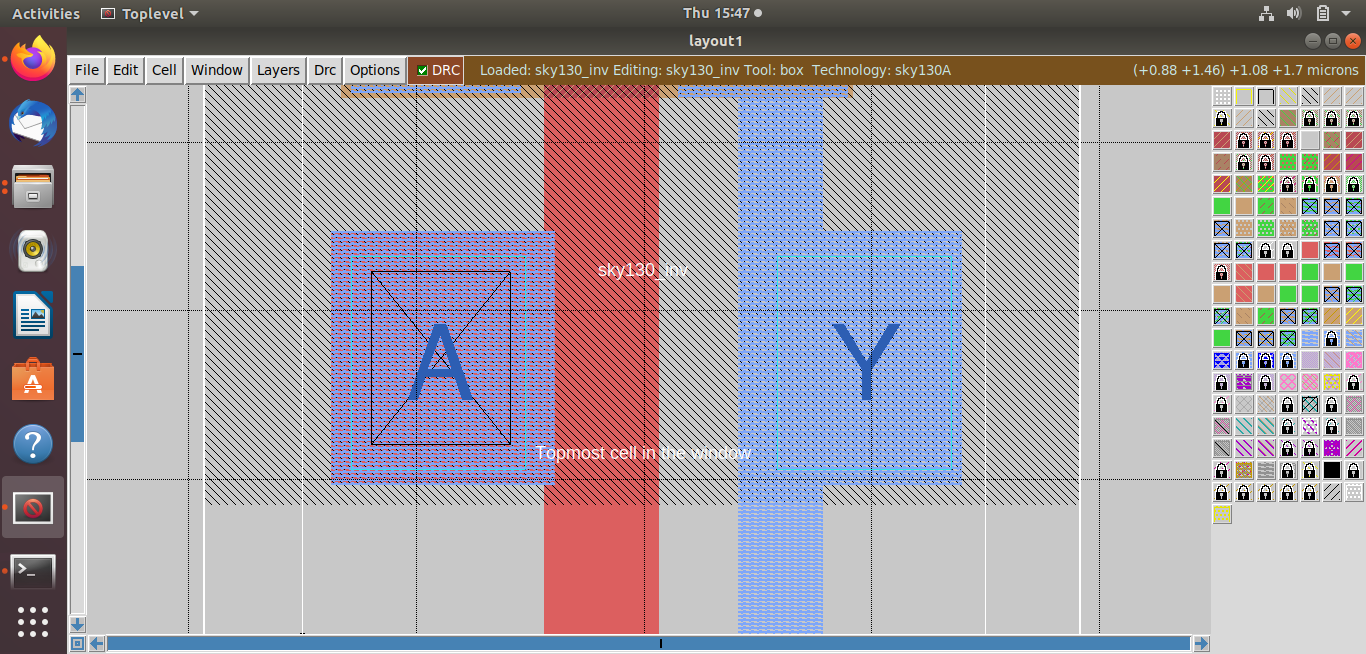 Activities Toplevel Thu 15:47
layout1
File Edit Cell Window Layers Drc Options DRC Loaded: sky130_inv Editing: sky130_inv Tool: box Technology: sky130A (+0.88 +1.46) +1.08 +1.7 microns
sky130_inv
A Y
Topmost cell in the window